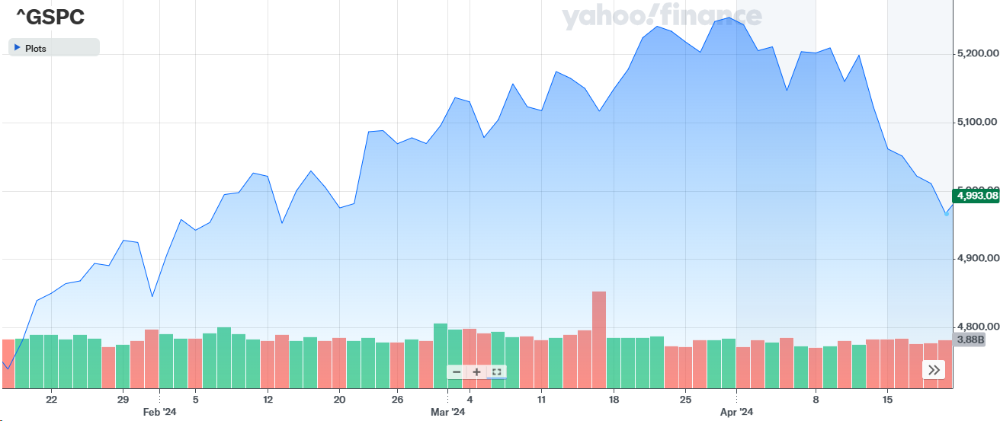 ^GSPC
yahoo!finance
Plots
5,200.00
5,100.00
4,993.08
4,900.00
4,800.00
3.88B
22 29 5 12 20 26 4 11 18 25 8 15
Feb '24 Mar '24 Apr '24